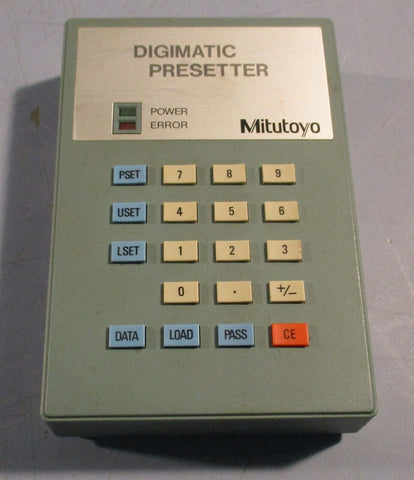 DIGIMATIC
PRESETTER
POWER
ERROR
Mitutoyo
PSET 7 8 9
USET 4 5 6
LSET 1 2 3
0 . +/−
DATA LOAD PASS CE